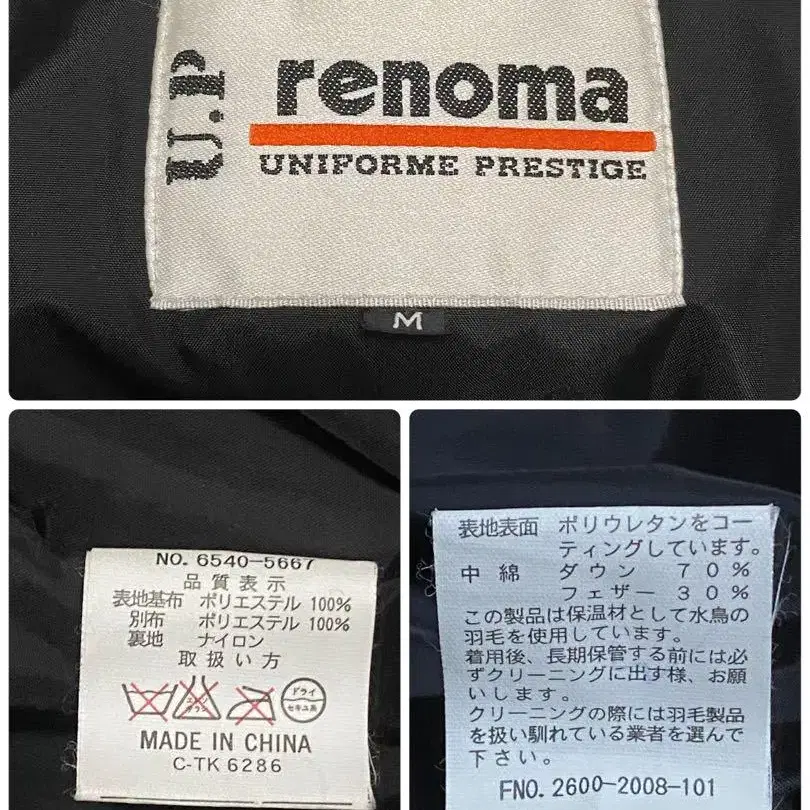 U.P
renoma
UNIFORME PRESTIGE
M
NO. 6540-5667
品質表示
表地基布 ポリエステル 100%
別布 ポリエステル 100%
裏地 ナイロン
取扱い方
エンソ
サラシ
ドライ
セキユ系
MADE IN CHINA
C-TK 6286
表地表面 ポリウレタンをコー
ティングしています。
中綿 ダウン 70%
フェザー 30%
この製品は保温材として水鳥の
羽毛を使用しています。
着用後、長期保管する前には必
ずクリーニングに出す様、お願
いします。
クリーニングの際には羽毛製品
を扱い馴れている業者を選んで
下さい。
FNO. 2600-2008-101